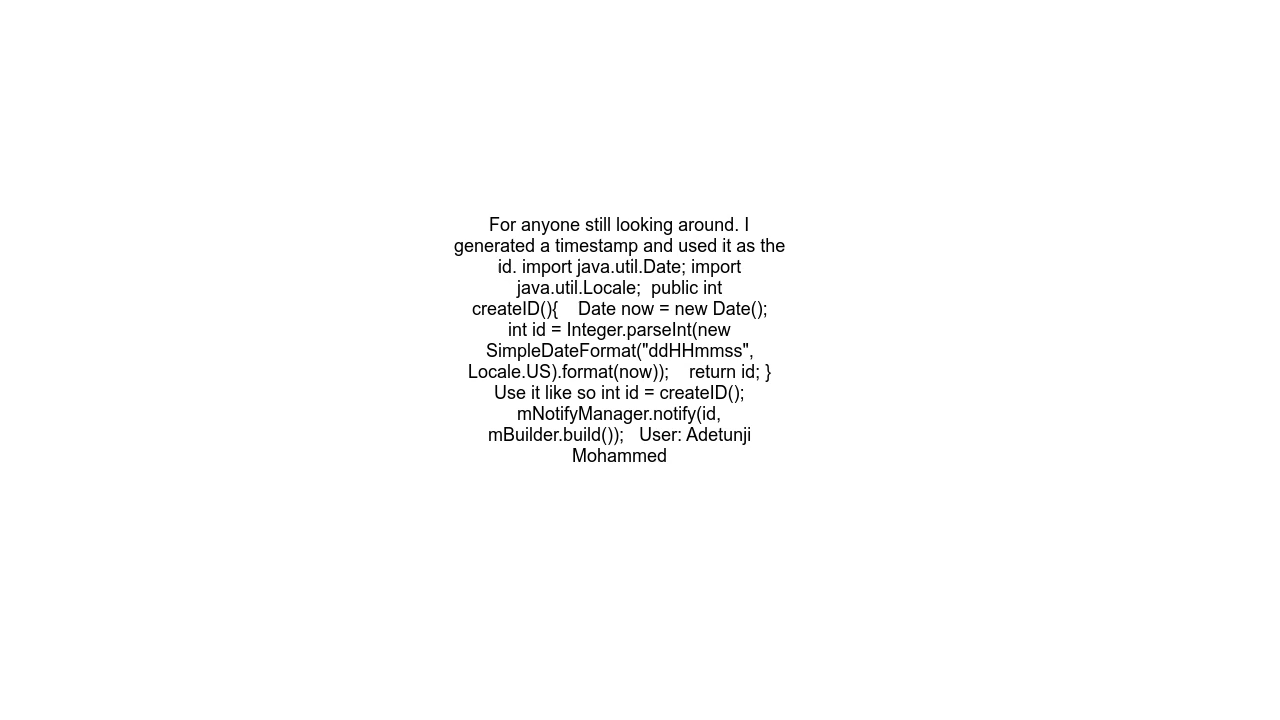 For anyone still looking around. I
generated a timestamp and used it as the
id. import java.util.Date; import
java.util.Locale;  public int
createID(){    Date now = new Date();
int id = Integer.parseInt(new
SimpleDateFormat("ddHHmmss",
Locale.US).format(now));    return id; }
Use it like so int id = createID();
mNotifyManager.notify(id,
mBuilder.build());   User: Adetunji
Mohammed